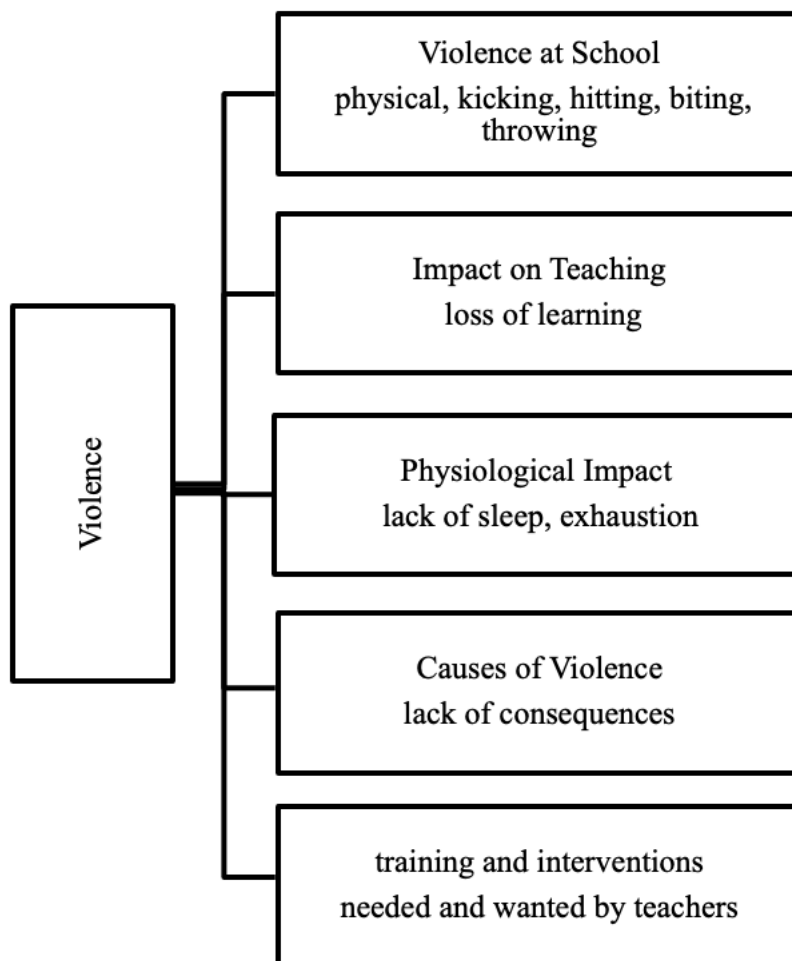 Violence at School
physical, kicking, hitting, biting,
throwing
Impact on Teaching
loss of learning
Violence
Physiological Impact
lack of sleep, exhaustion
Causes of Violence
lack of consequences
training and interventions
needed and wanted by teachers